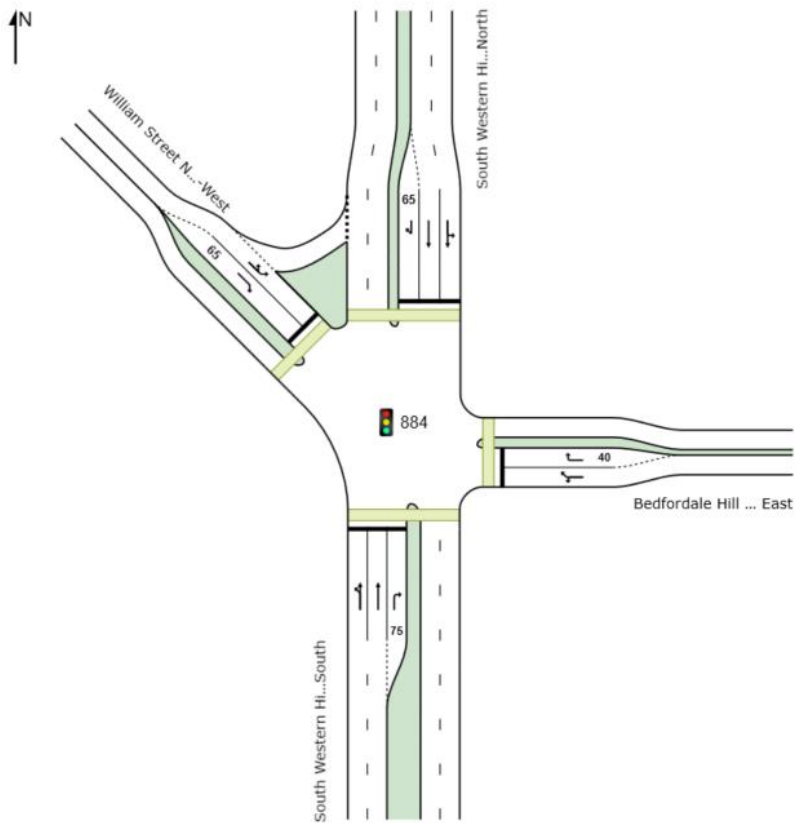 N
William Street N...-West
South Western Hi...North
65
65
884
40
Bedfordale Hill ... East
75
South Western Hi...South